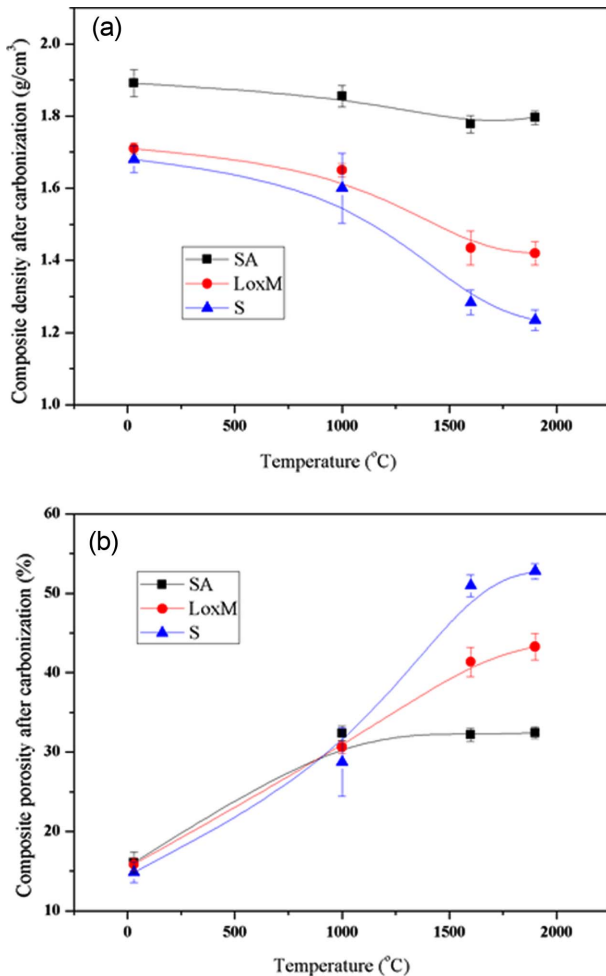 (a)
Composite density after carbonization (g/cm³)
2.0
1.8
1.6
1.4
1.2
1.0
SA
LoxM
S
0
500
1000
1500
2000
Temperature (°C)
(b)
Composite porosity after carbonization (%)
60
50
40
30
20
10
SA
LoxM
S
0
500
1000
1500
2000
Temperature (°C)